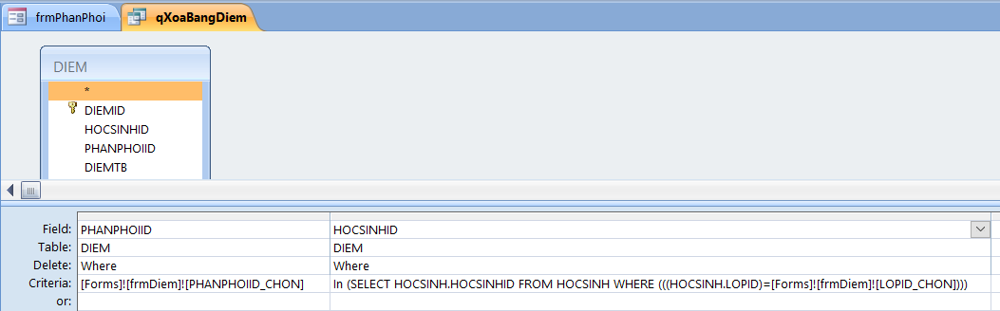 frmPhanPhoi qXoaBangDiem
DIEM
*
DIEMID
HOCSINHID
PHANPHOIID
DIEMTB
Field: PHANPHOIID HOCSINHID
Table: DIEM DIEM
Delete: Where Where
Criteria: [Forms]![frmDiem]![PHANPHOIID_CHON] In (SELECT HOCSINH.HOCSINHID FROM HOCSINH WHERE (((HOCSINH.LOPID)=[Forms]![frmDiem]![LOPID_CHON])))
or: